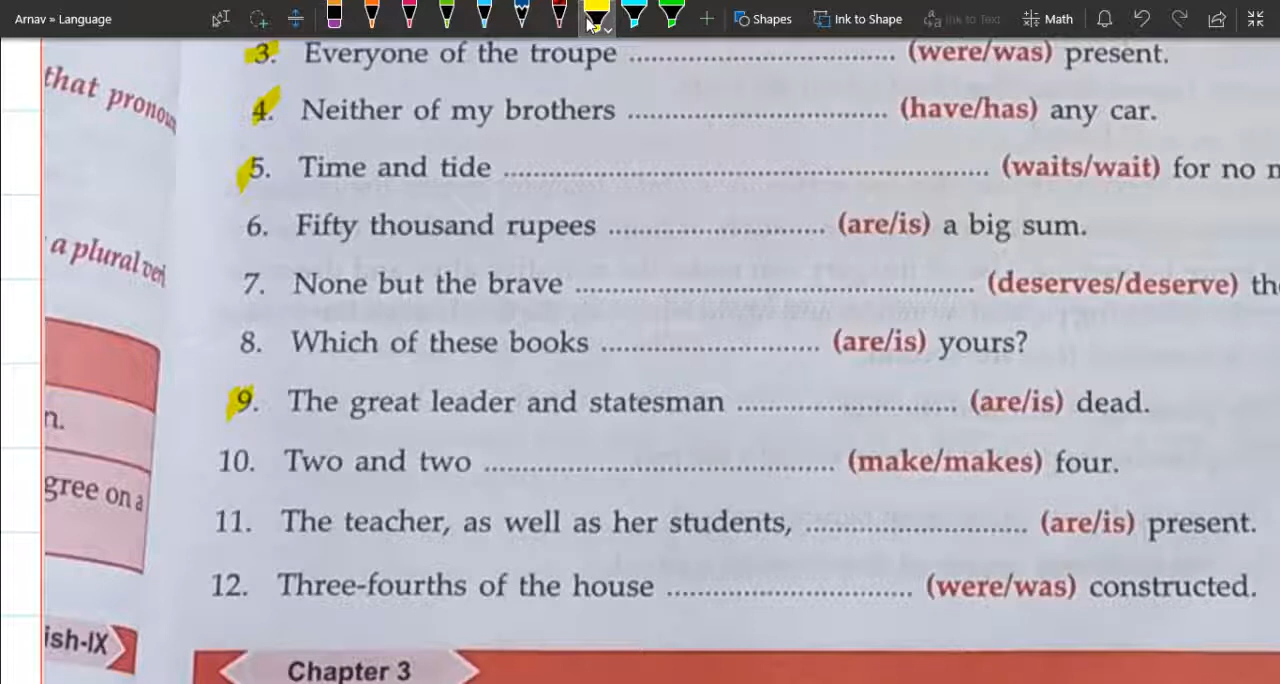 Arnav » Language
Shapes
Ink to Shape
Ink to Text
Math
that
a plural
n.
gree on a
ish-IX
3. Everyone of the troupe ................................... (were/was) present.
4. Neither of my brothers .................................. (have/has) any car.
5. Time and tide ................................................................ (waits/wait) for no
6. Fifty thousand rupees ............................ (are/is) a big sum.
7. None but the brave .................................................... (deserves/deserve)
8. Which of these books ............................. (are/is) yours?
9. The great leader and statesman ............................. (are/is) dead.
10. Two and two .............................................. (make/makes) four.
11. The teacher, as well as her students, ............................. (are/is) present.
12. Three-fourths of the house ................................ (were/was) constructed.
Chapter 3